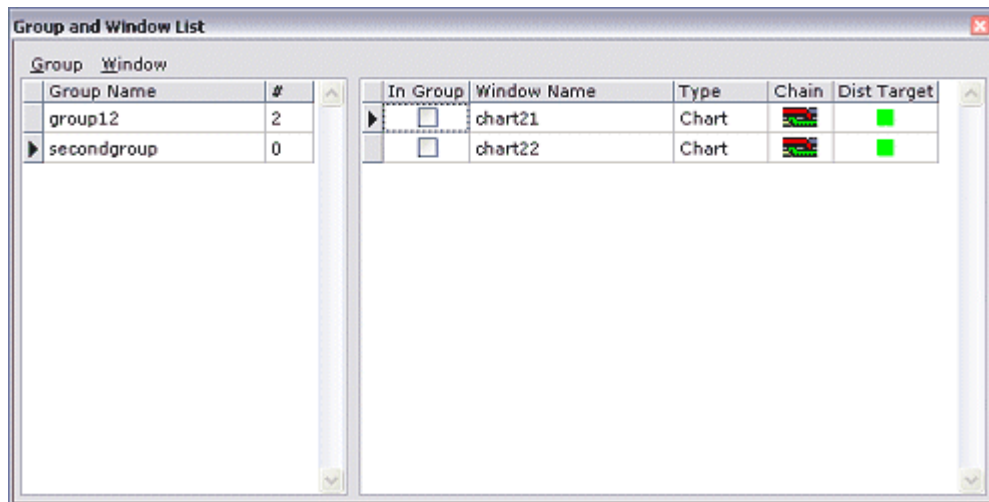 Group and Window List
Group Window
Group Name #
group12 2
secondgroup 0
In Group Window Name Type Chain Dist Target
chart21 Chart
chart22 Chart